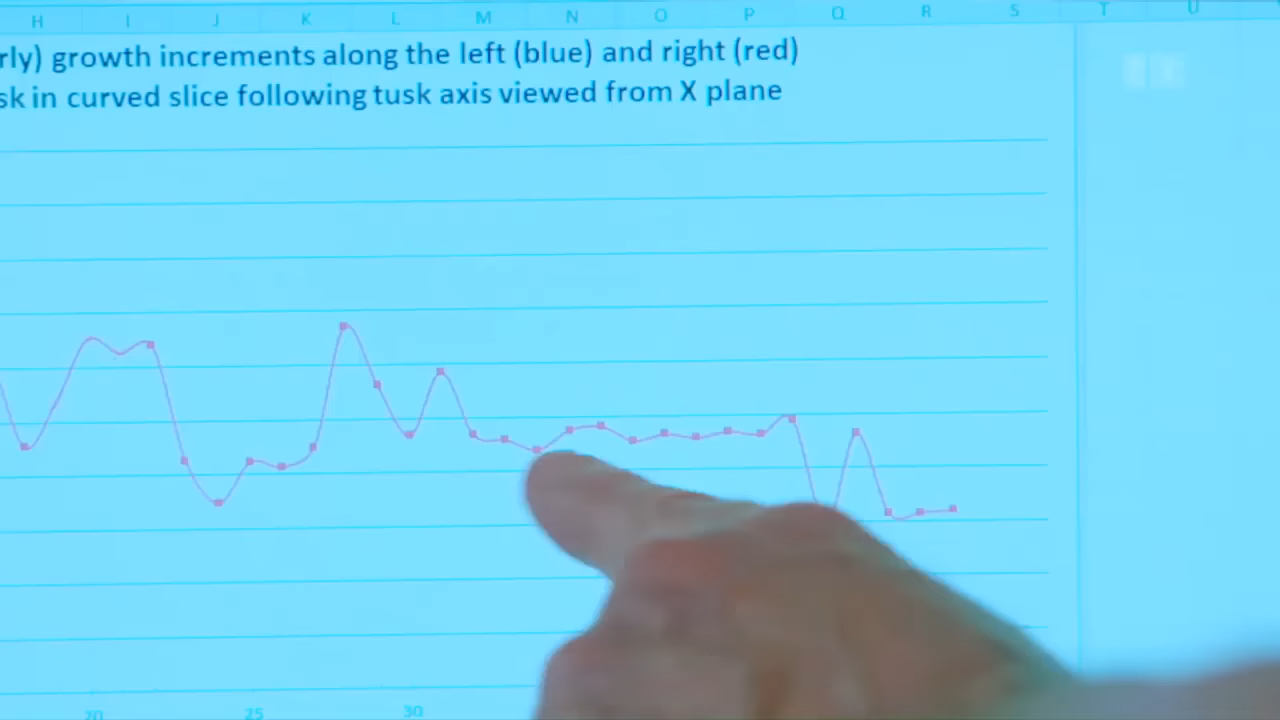 H I J K L M N O P Q R S T U
rly) growth increments along the left (blue) and right (red)
sk in curved slice following tusk axis viewed from X plane
20 25 30